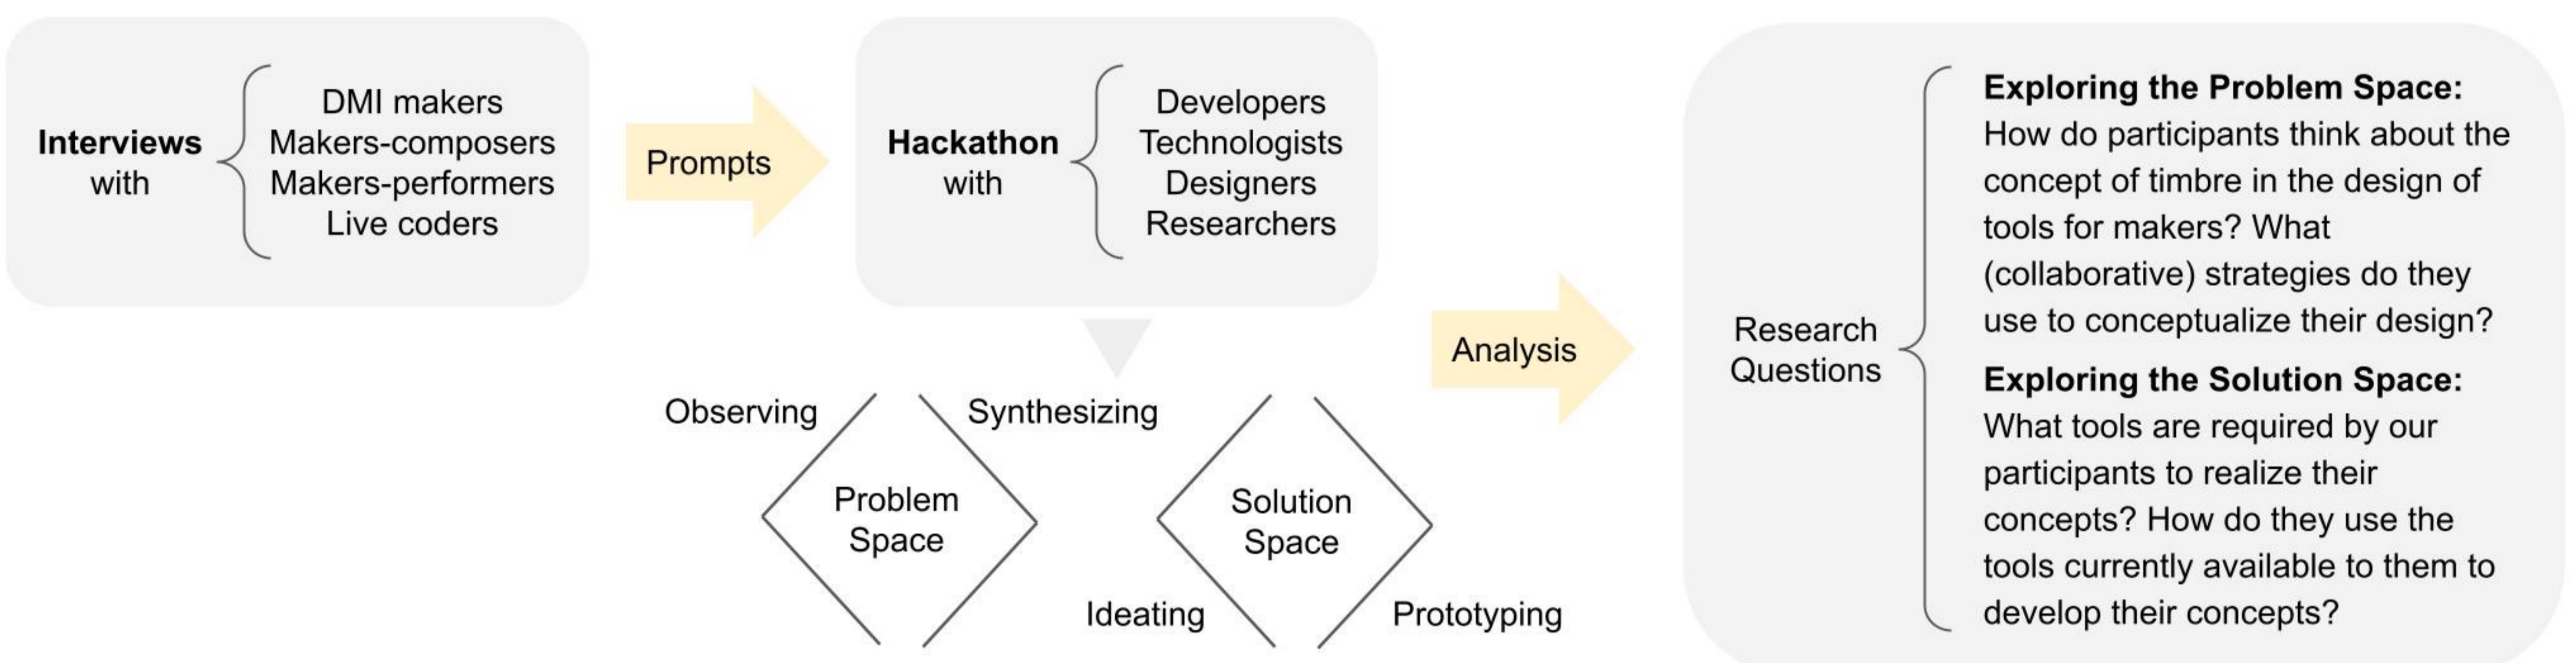 Interviews
with
DMI makers
Makers-composers
Makers-performers
Live coders
Prompts
Hackathon
with
Developers
Technologists
Designers
Researchers
Observing
Synthesizing
Problem
Space
Solution
Space
Ideating
Prototyping
Analysis
Research
Questions
Exploring the Problem Space:
How do participants think about the
concept of timbre in the design of
tools for makers? What
(collaborative) strategies do they
use to conceptualize their design?
Exploring the Solution Space:
What tools are required by our
participants to realize their
concepts? How do they use the
tools currently available to them to
develop their concepts?